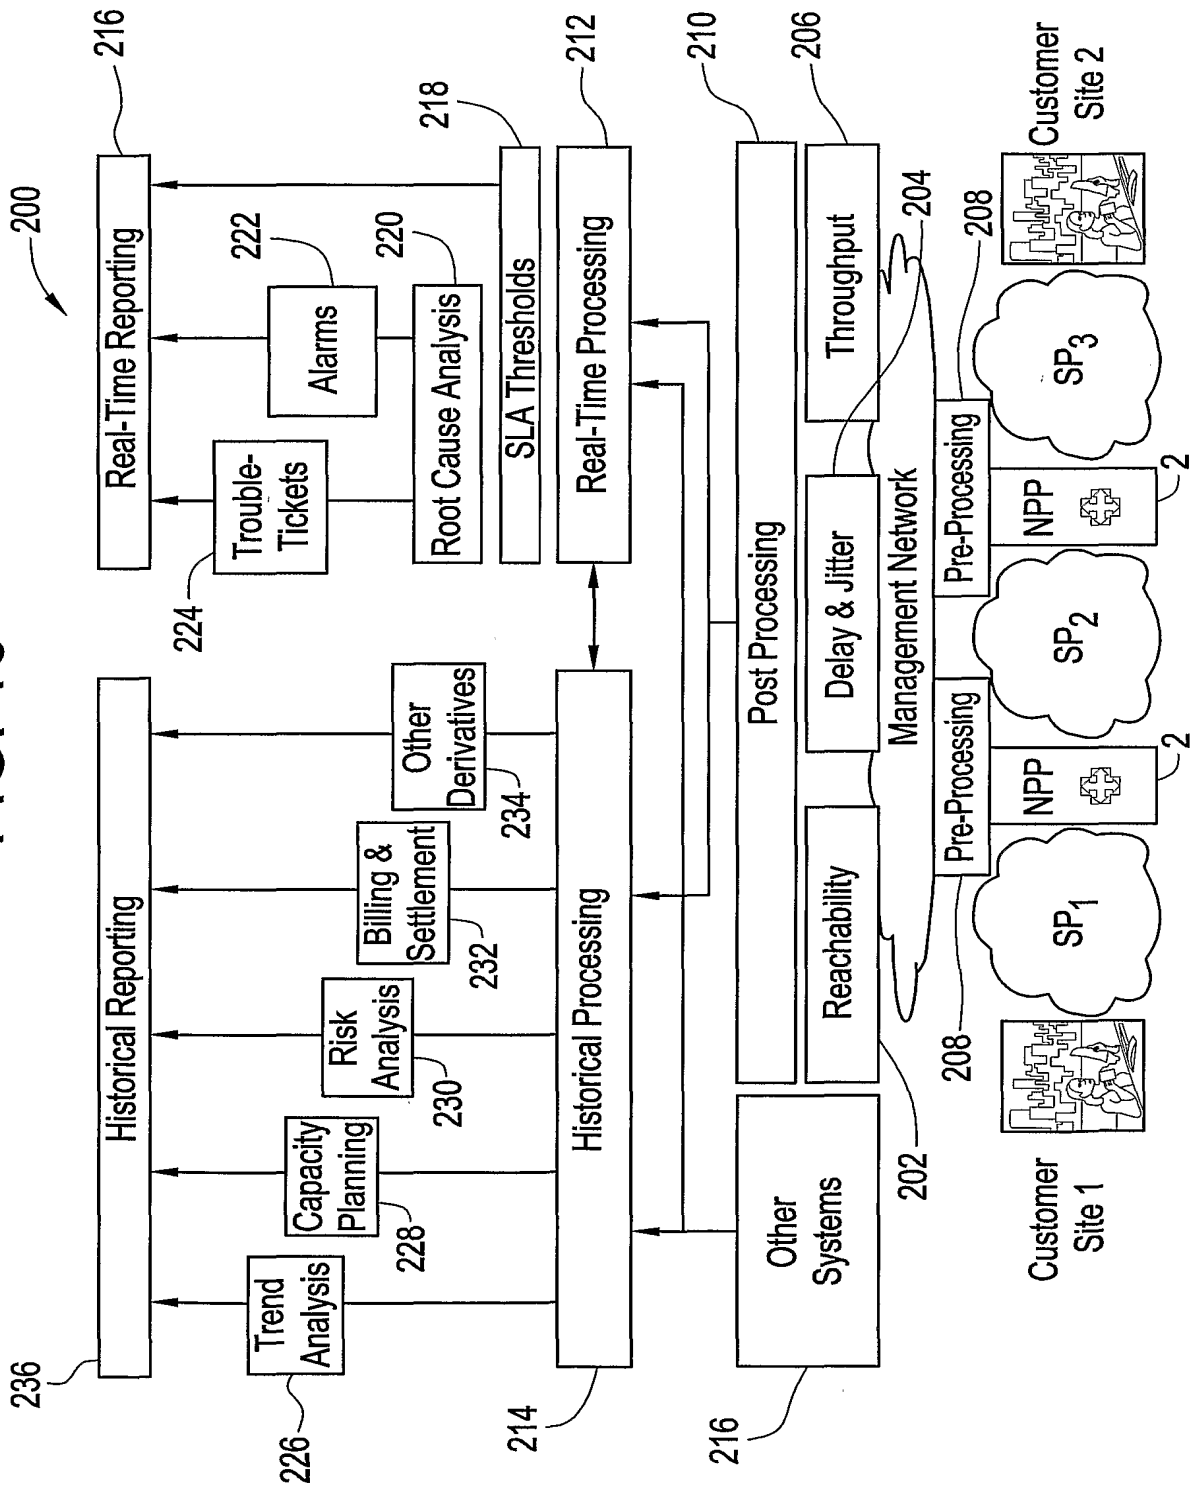 200
236
Historical Reporting
Real-Time Reporting
216
Trend
Analysis
226
Capacity
Planning
228
Risk
Analysis
230
Billing &
Settlement
232
Other
Derivatives
234
Trouble-
Tickets
224
Alarms
222
Root Cause Analysis
220
SLA Thresholds
218
214
Historical Processing
Real-Time Processing
212
216
Other
Systems
Post Processing
210
202
Reachability
Delay & Jitter
204
Throughput
206
Management Network
208
Pre-Processing
Pre-Processing
208
Customer
Site 1
SP1
NPP
2
SP2
NPP
2
SP3
Customer
Site 2